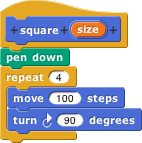 + square + size +
pen down
repeat 4
move 100 steps
turn 90 degrees